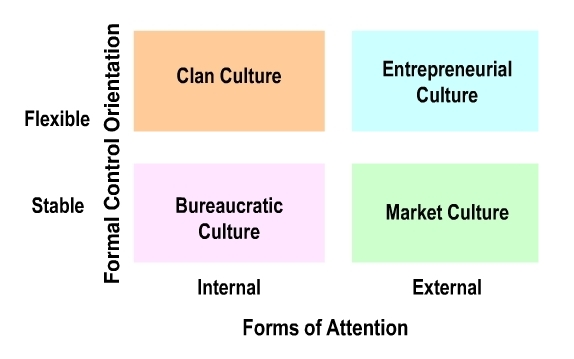 Formal Control Orientation
Flexible
Clan Culture
Entrepreneurial
Culture
Stable
Bureaucratic
Culture
Market Culture
Internal
External
Forms of Attention